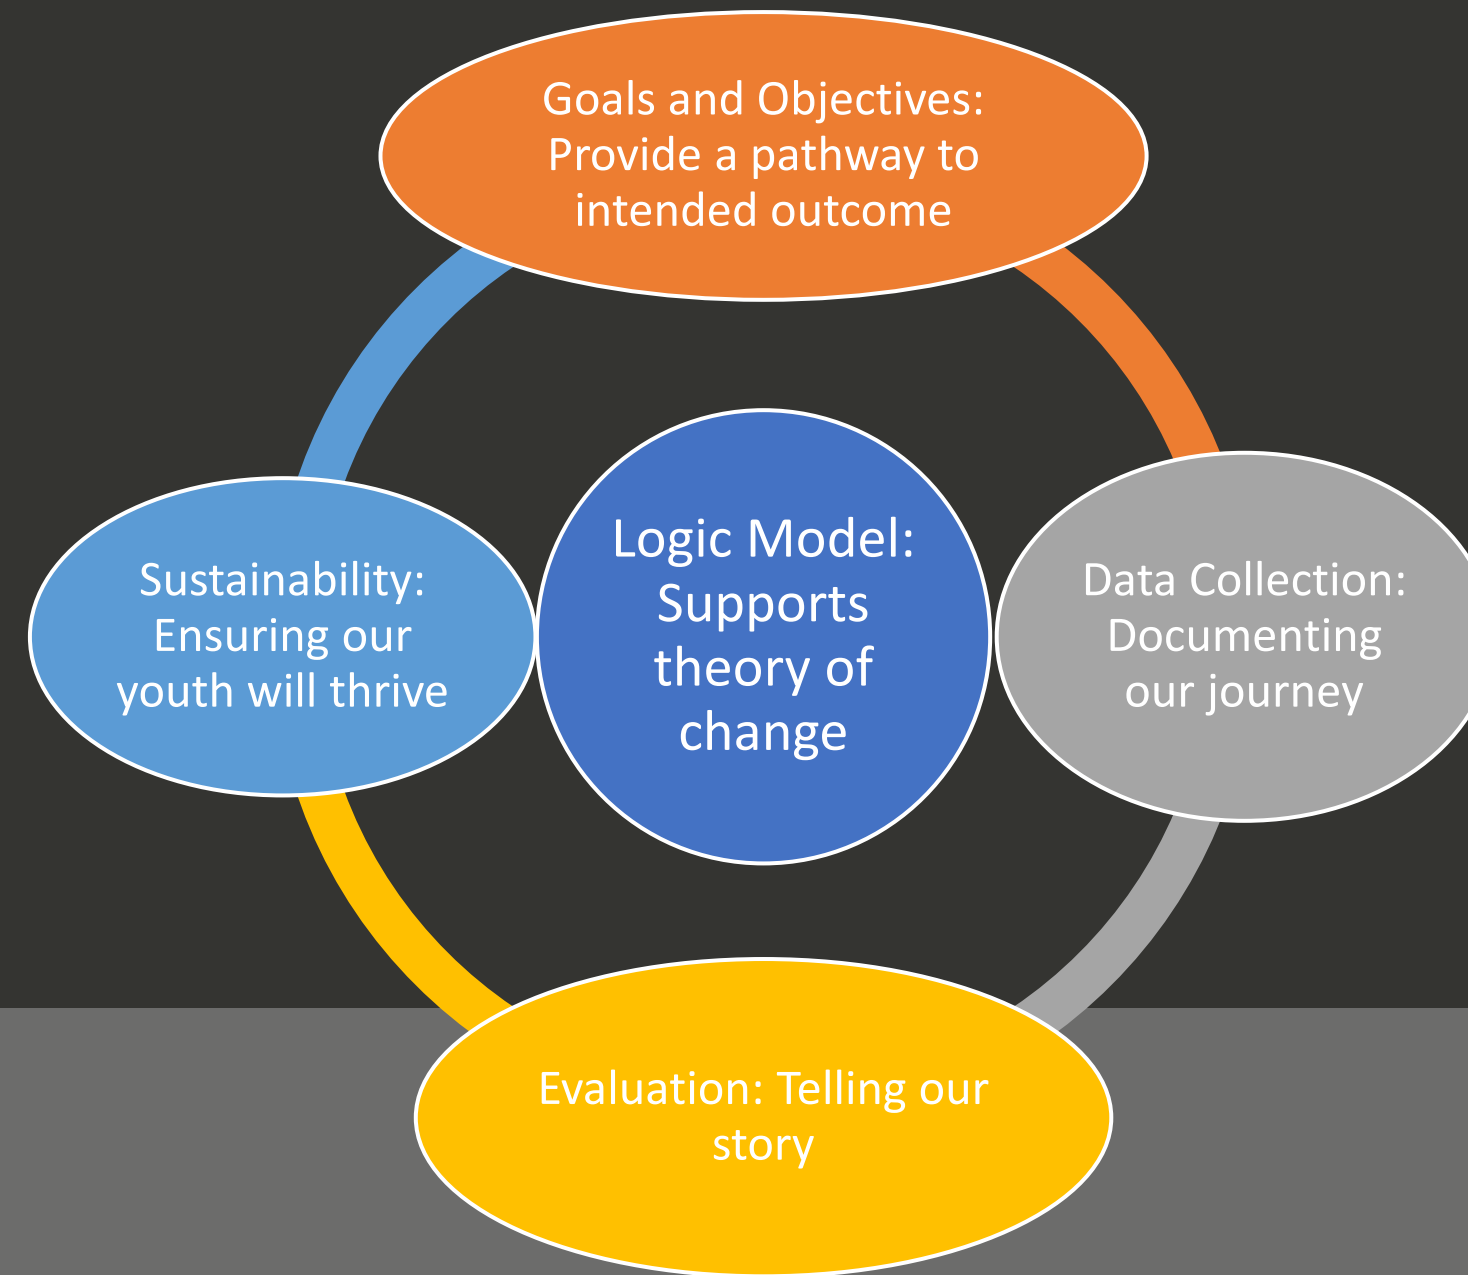 Goals and Objectives:
Provide a pathway to
intended outcome
Logic Model:
Supports
theory of
change
Sustainability:
Ensuring our
youth will thrive
Data Collection:
Documenting
our journey
Evaluation: Telling our
story